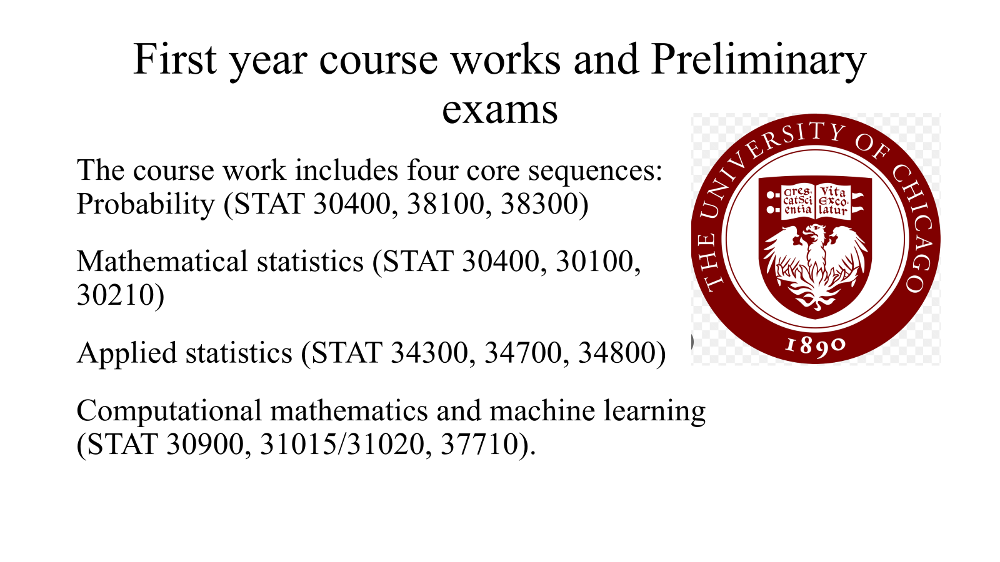 First year course works and Preliminary
exams
The course work includes four core sequences:
Probability (STAT 30400, 38100, 38300)
Mathematical statistics (STAT 30400, 30100,
30210)
Applied statistics (STAT 34300, 34700, 34800)
Computational mathematics and machine learning
(STAT 30900, 31015/31020, 37710).
THE UNIVERSITY OF CHICAGO
Cres.
catSci
entia
Vita
Exco-
latur
1890